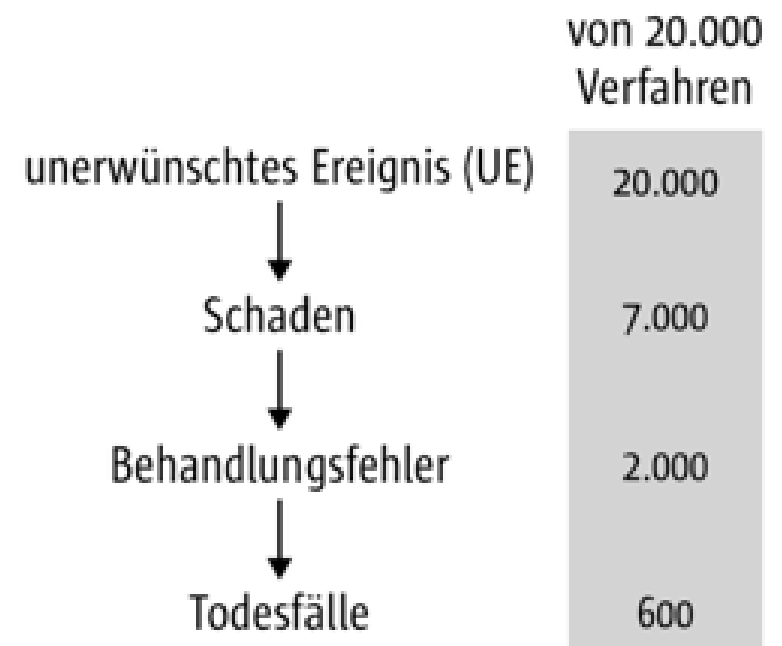 von 20.000
Verfahren
unerwünschtes Ereignis (UE) 20.000
Schaden 7.000
Behandlungsfehler 2.000
Todesfälle 600